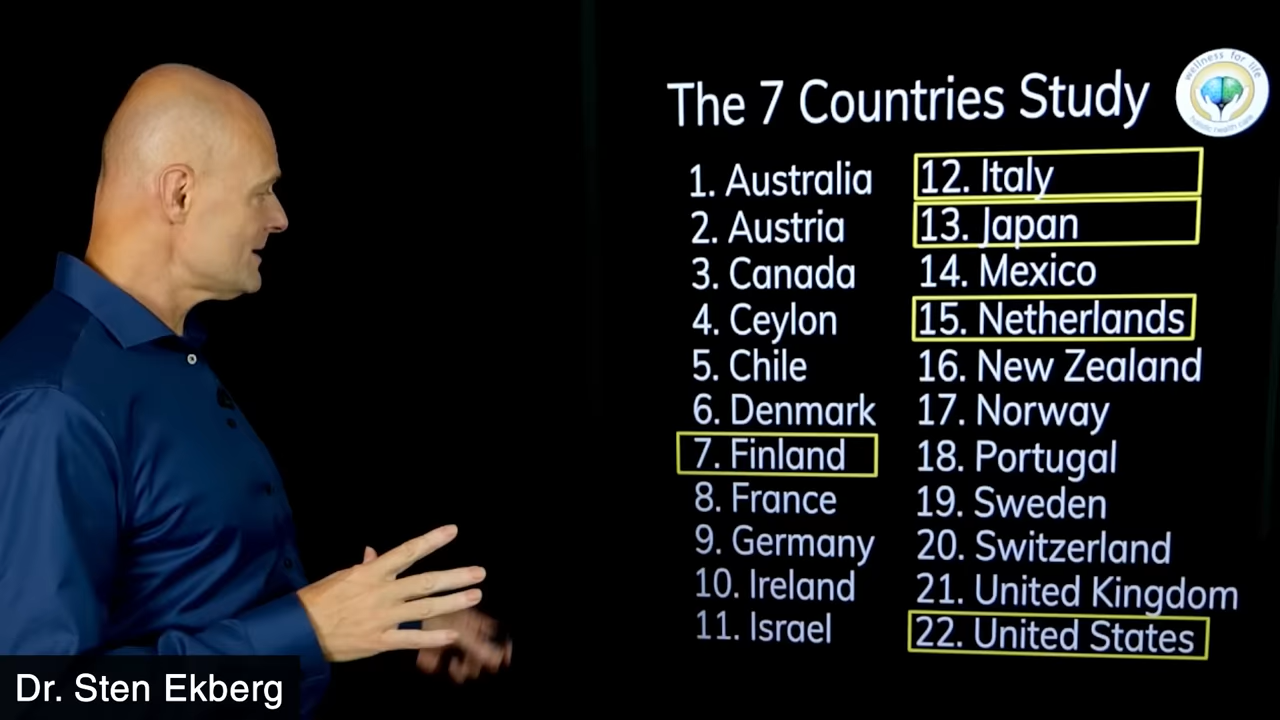 The 7 Countries Study
wellness for life
holistic health care
1. Australia
2. Austria
3. Canada
4. Ceylon
5. Chile
6. Denmark
7. Finland
8. France
9. Germany
10. Ireland
11. Israel
12. Italy
13. Japan
14. Mexico
15. Netherlands
16. New Zealand
17. Norway
18. Portugal
19. Sweden
20. Switzerland
21. United Kingdom
22. United States
Dr. Sten Ekberg